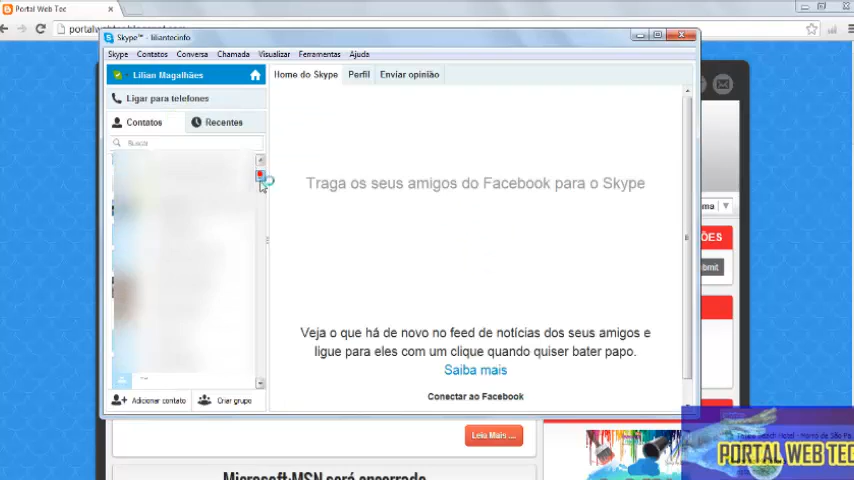 Portal Web Tec
Skype™ - liliantecinfo
Skype Contatos Conversa Chamada Visualizar Ferramentas Ajuda
Lilian Magalhães
Home do Skype Perfil Enviar opinião
Ligar para telefones
Contatos Recentes
Buscar
Traga os seus amigos do Facebook para o Skype
Veja o que há de novo no feed de notícias dos seus amigos e
ligue para eles com um clique quando quiser bater papo.
Saiba mais
Conectar ao Facebook
Adicionar contato Criar grupo
ÕES
Leia Mais ...
Microsoft:MSN será encerrado
PORTAL WEB TEC